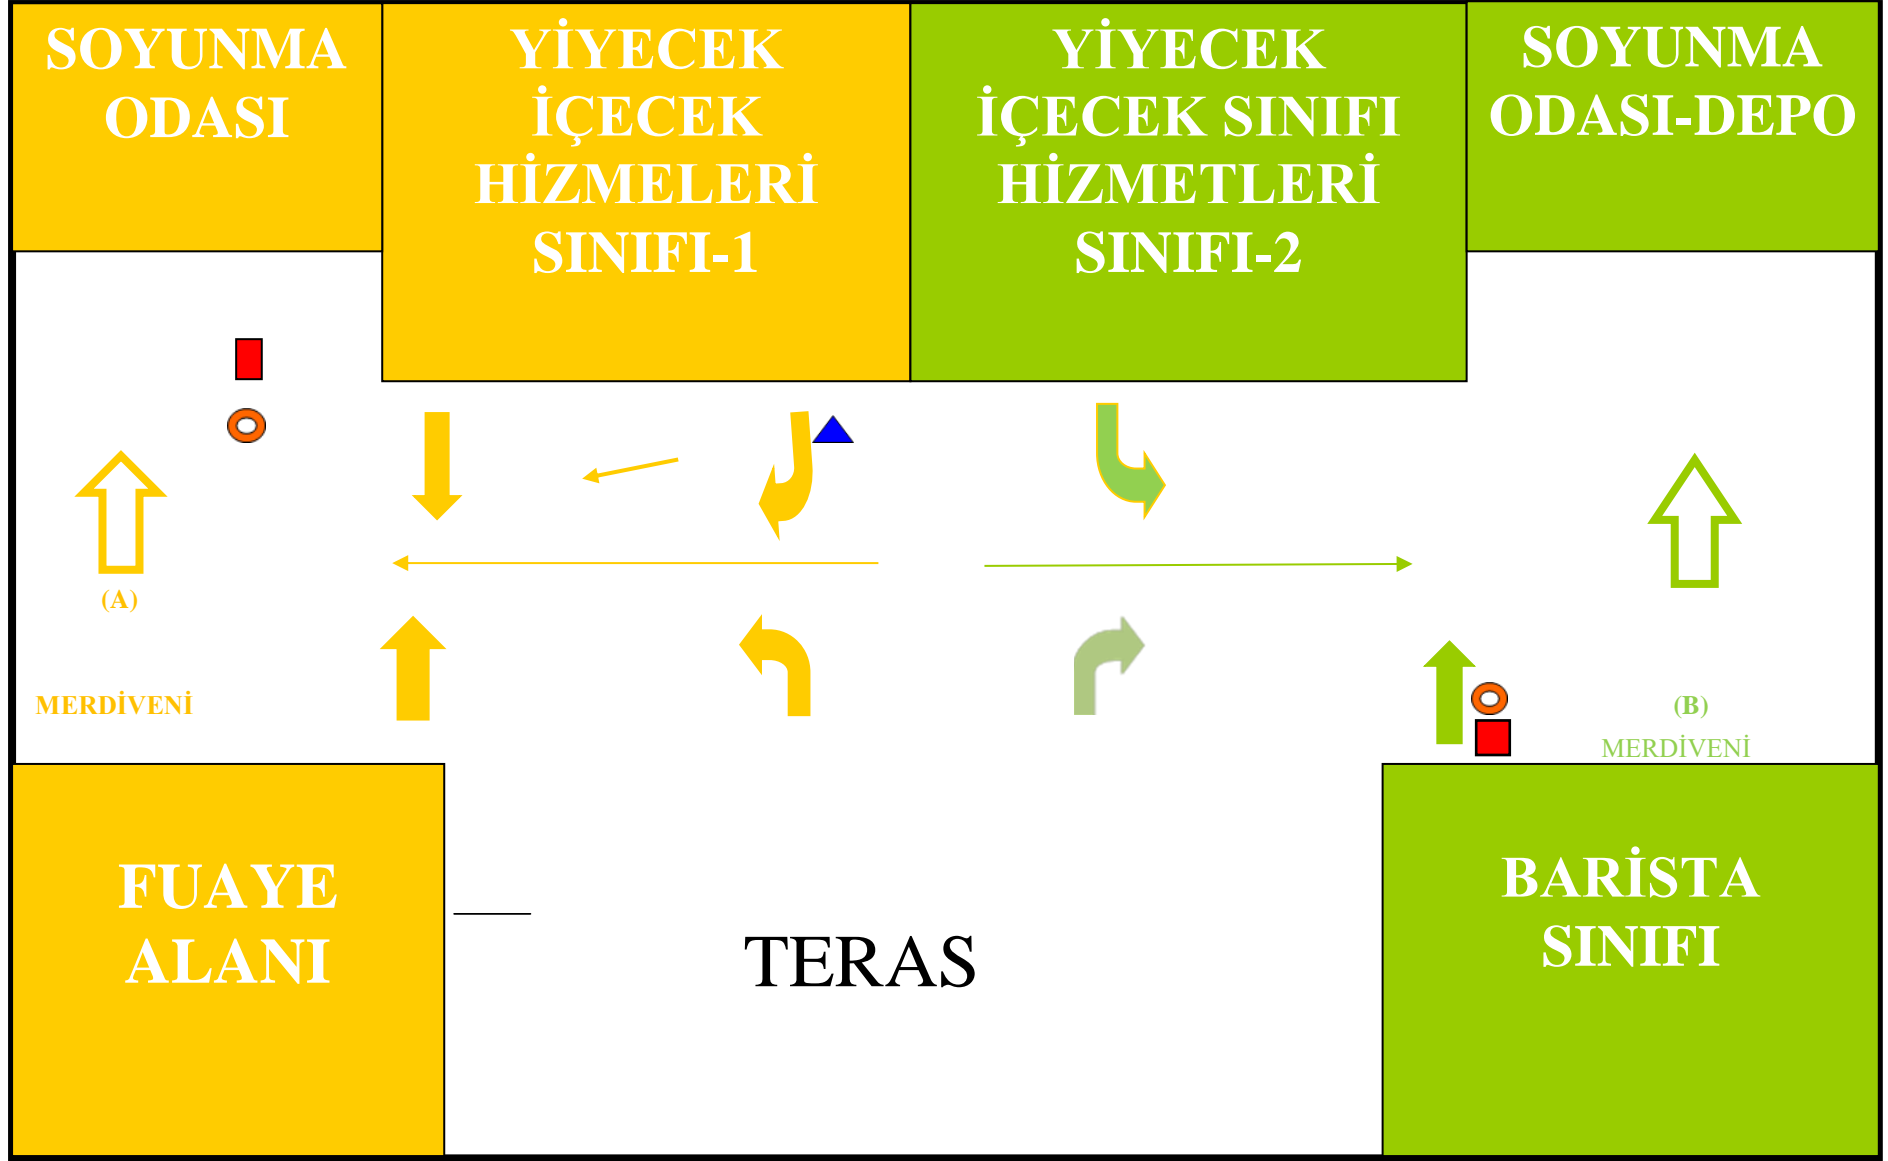 SOYUNMA
ODASI
YİYECEK
İÇECEK
HİZMELERİ
SINIFI-1
YİYECEK
İÇECEK SINIFI
HİZMETLERİ
SINIFI-2
SOYUNMA
ODASI-DEPO
(A)
MERDİVENİ
(B)
MERDİVENİ
FUAYE
ALANI
TERAS
BARİSTA
SINIFI